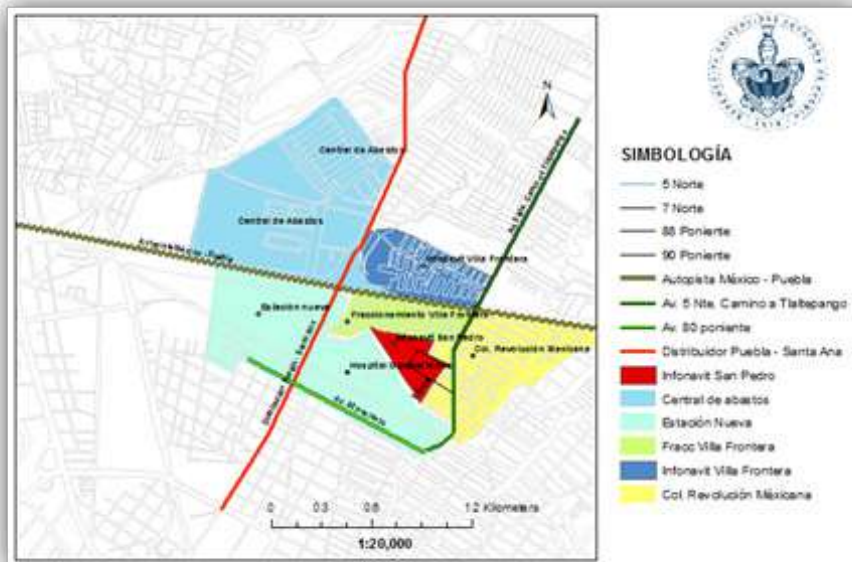 N
Central de Abastos
Central de Abastos
Infonavit Villa Frontera
Estación nueva
Fraccionamiento Villa Frontera
Infonavit San Pedro
Col. Revolución Mexicana
0 0.3 0.6 1.2 Kilometers
1:20,000
SIMBOLOGÍA
5 Norte
7 Norte
88 Poniente
90 Poniente
Autopista México - Puebla
Av. 5 Nte. Camino a Tlaltepango
Av. 80 poniente
Distribuidor Puebla - Santa Ana
Infonavit San Pedro
Central de abastos
Estación Nueva
Fracc Villa Frontera
Infonavit Villa Frontera
Col. Revolución Méxicana